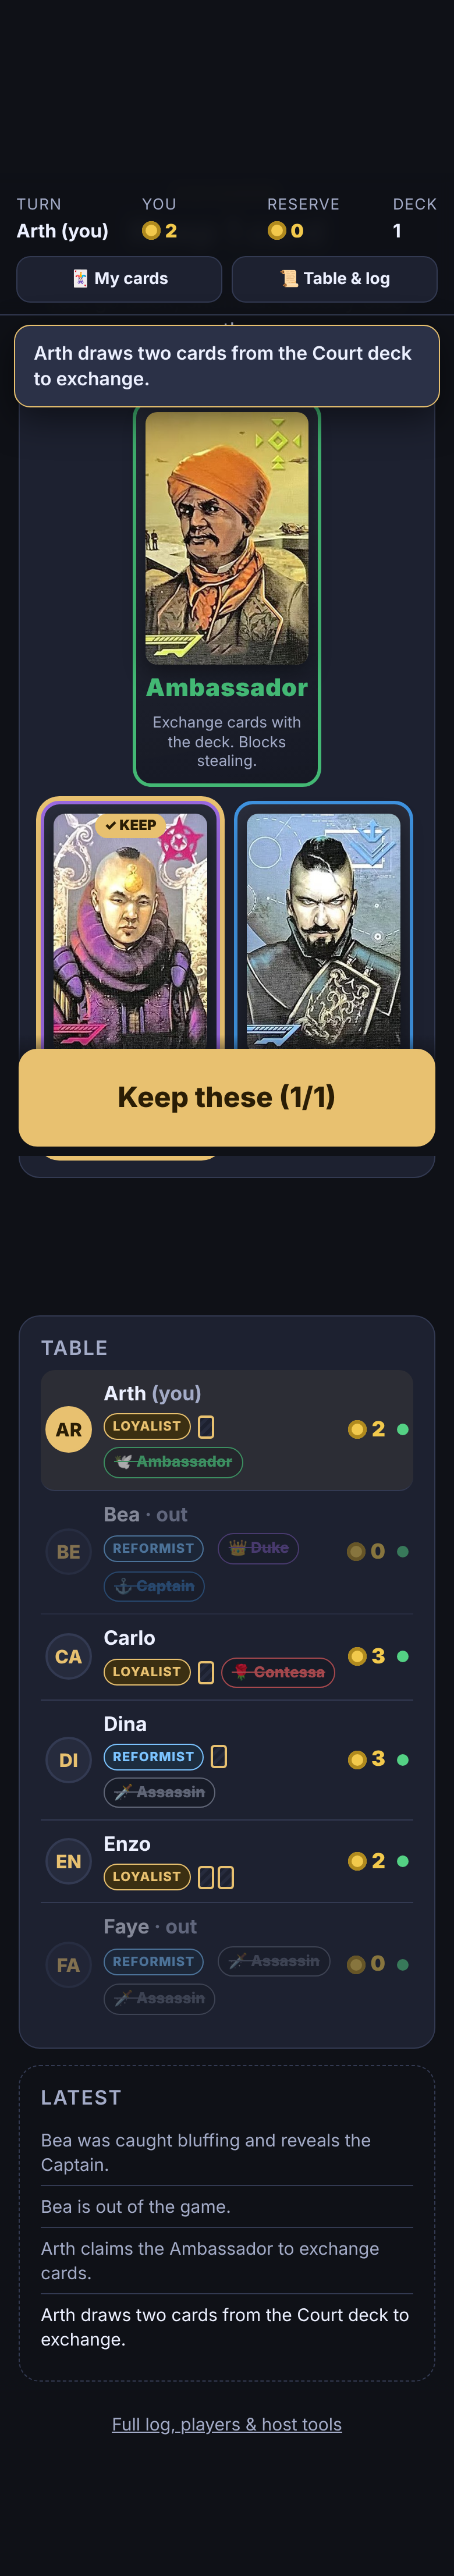 TURN YOU RESERVE DECK
Arth (you) 2 0 1
🃏 My cards 📜 Table & log
Arth draws two cards from the Court deck
to exchange.
Ambassador
Exchange cards with
the deck. Blocks
stealing.
✓ KEEP
Keep these (1/1)
TABLE
AR
Arth (you)
LOYALIST
🕊️ Ambassador
2
BE
Bea · out
REFORMIST 👑 Duke
⚓ Captain
0
CA
Carlo
LOYALIST 🌹 Contessa
3
DI
Dina
REFORMIST
🗡️ Assassin
3
EN
Enzo
LOYALIST
2
FA
Faye · out
REFORMIST 🗡️ Assassin
🗡️ Assassin
0
LATEST
Bea was caught bluffing and reveals the
Captain.
Bea is out of the game.
Arth claims the Ambassador to exchange
cards.
Arth draws two cards from the Court deck to
exchange.
Full log, players & host tools